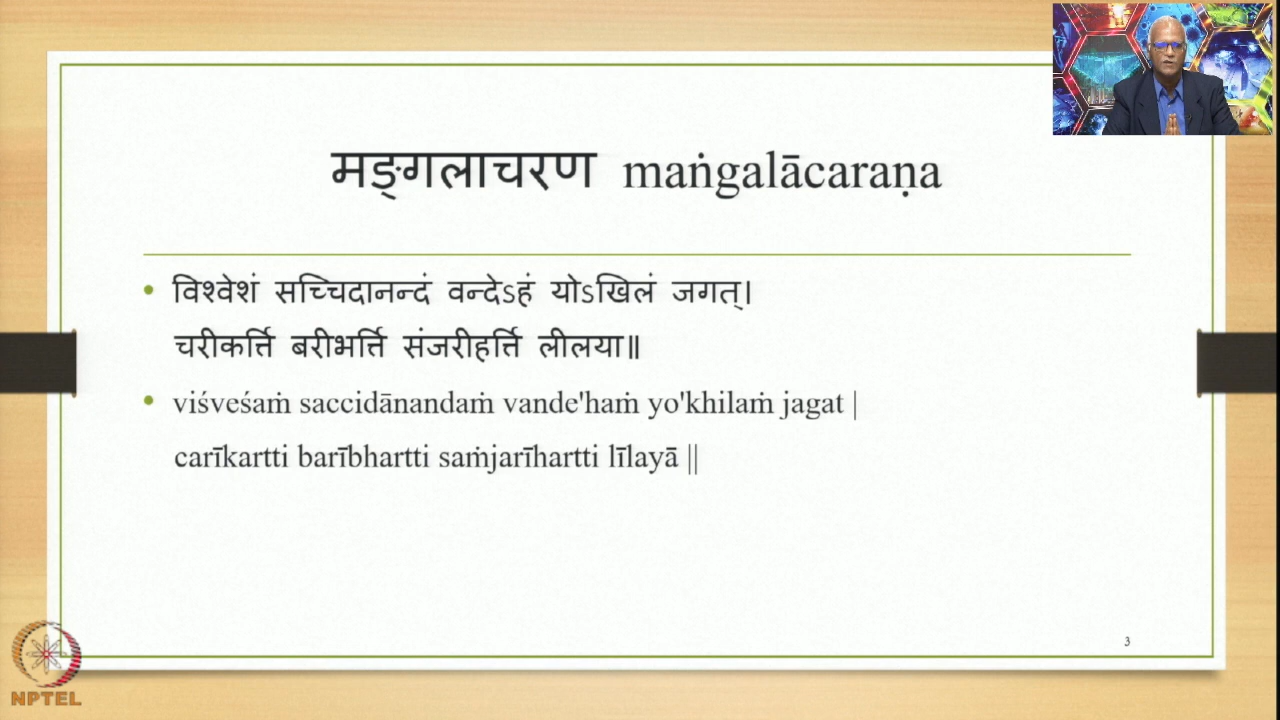 मङ्गलाचरण maṅgalācaraṇa
• विश्वेशं सच्चिदानन्दं वन्देऽहं योऽखिलं जगत्।
चरीकर्त्ति बरीभर्त्ति संजरीहर्त्ति लीलया॥
• viśveśaṁ saccidānandaṁ vande'haṁ yo'khilaṁ jagat |
carīkartti barībhartti saṁjarīhartti līlayā ||
3
NPTEL